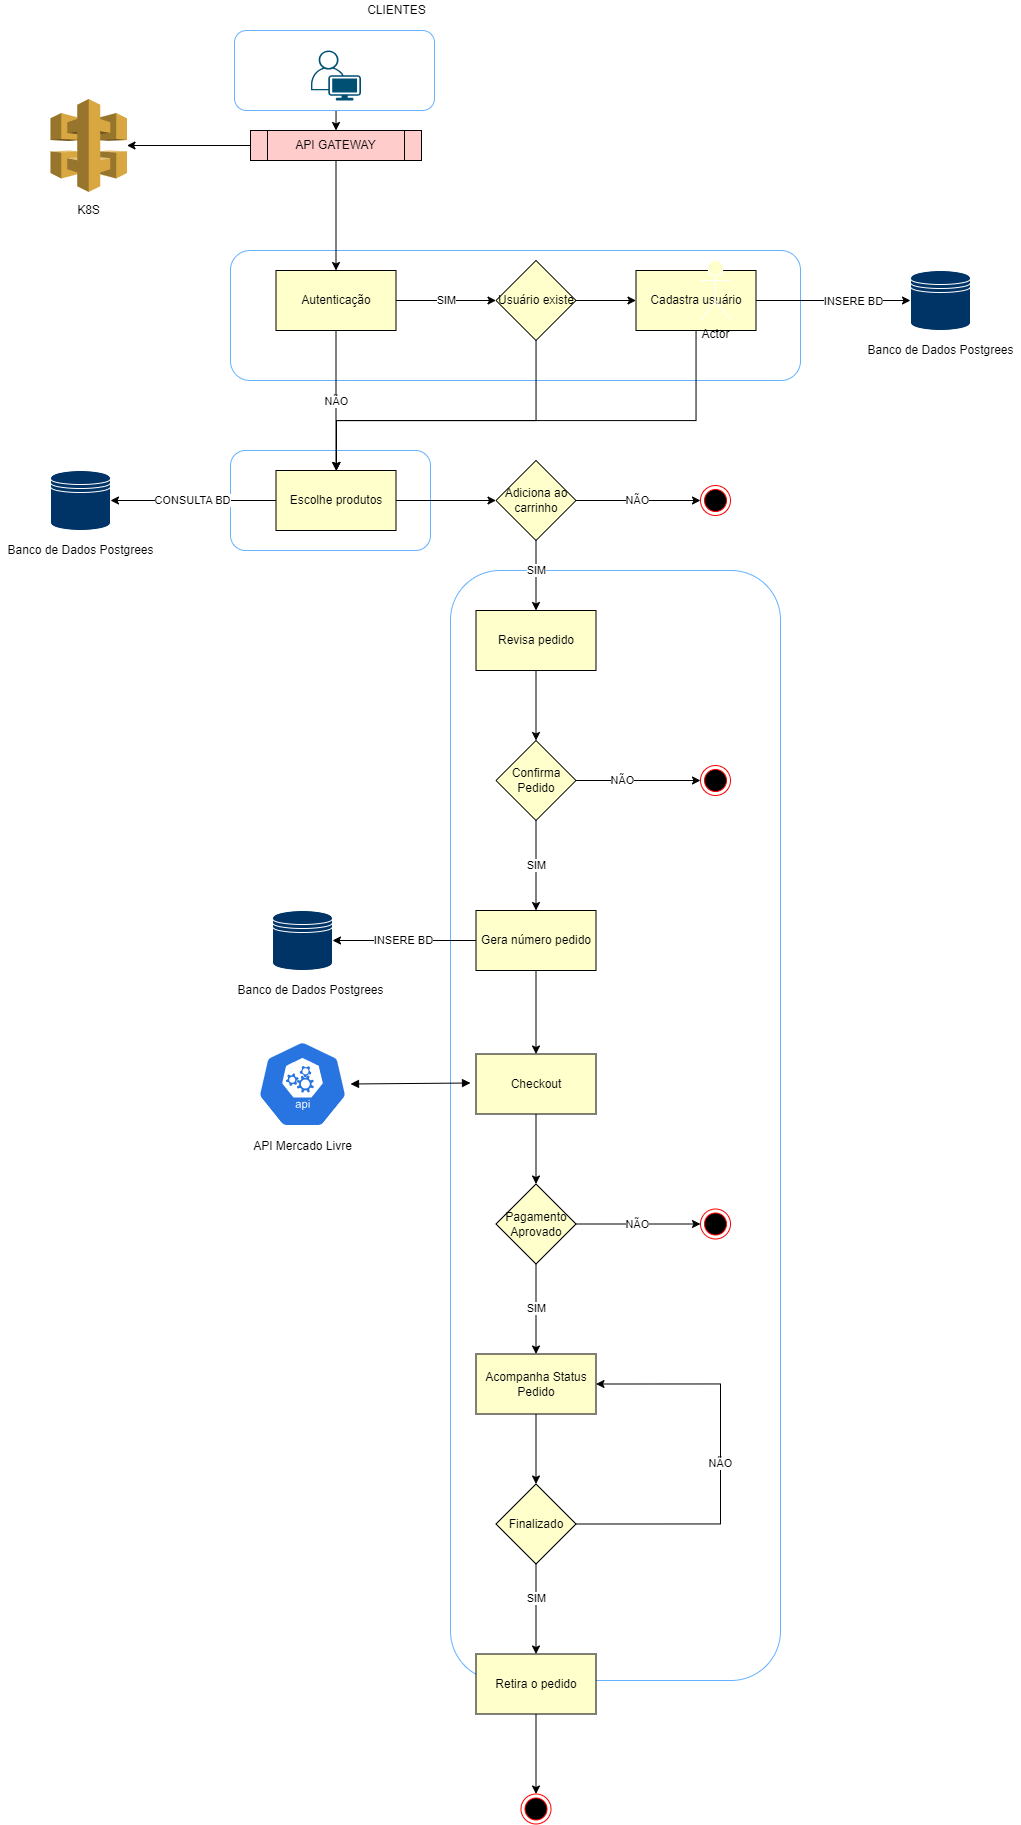 CLIENTES
API GATEWAY
K8S
Autenticação
SIM
Usuário existe
Cadastra usuário
INSERE BD
Actor
Banco de Dados Postgrees
NÃO
CONSULTA BD
Escolhe produtos
Adiciona ao
carrinho
NÃO
Banco de Dados Postgrees
SIM
Revisa pedido
Confirma
Pedido
NÃO
SIM
INSERE BD
Gera número pedido
Banco de Dados Postgrees
api
Checkout
API Mercado Livre
Pagamento
Aprovado
NÃO
SIM
Acompanha Status
Pedido
NÃO
Finalizado
SIM
Retira o pedido